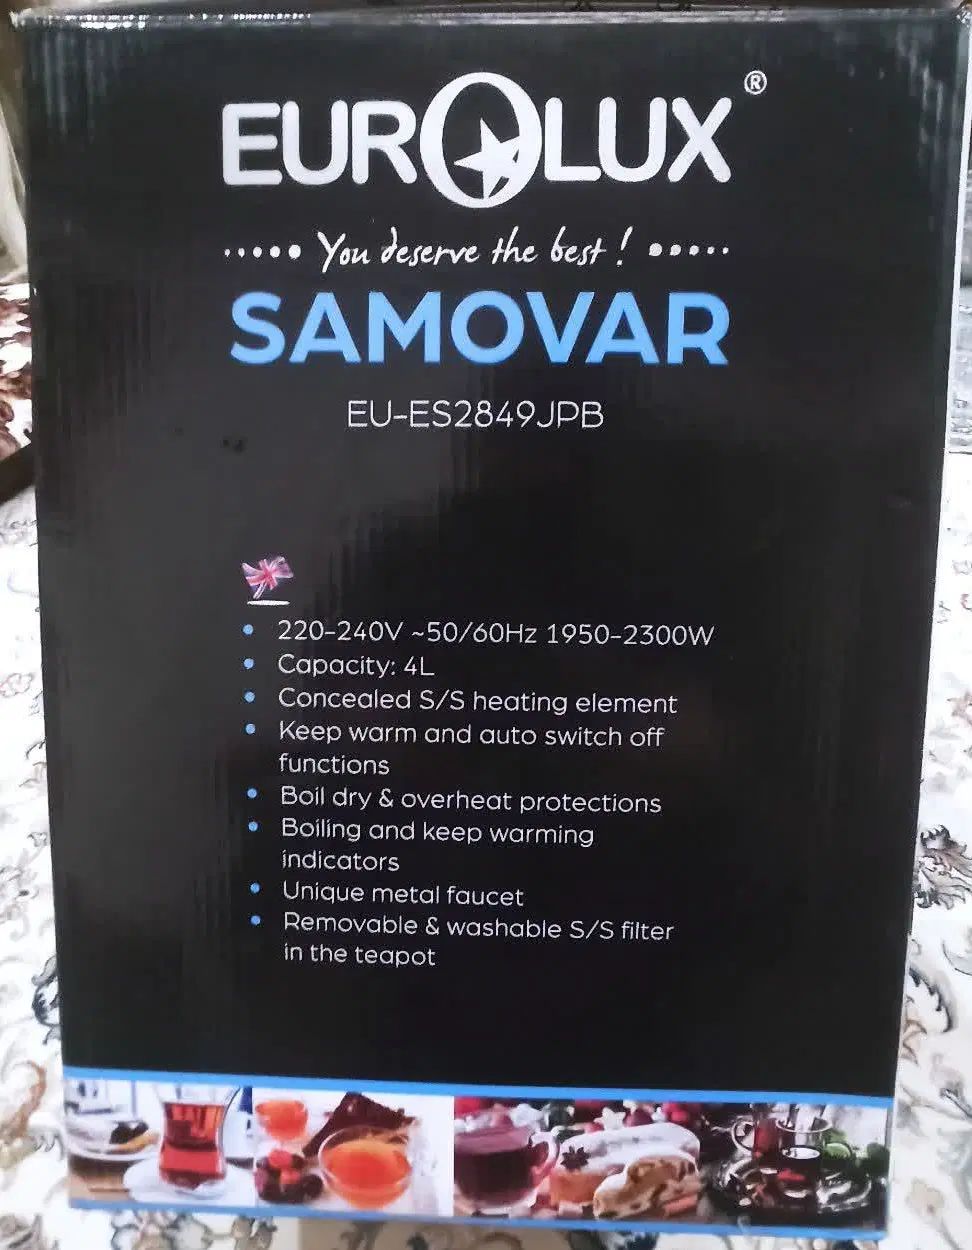 EUROLUX®
You deserve the best!
SAMOVAR
EU-ES2849JPB
• 220-240V ~50/60Hz 1950-2300W
• Capacity: 4L
• Concealed S/S heating element
• Keep warm and auto switch off
functions
• Boil dry & overheat protections
• Boiling and keep warming
indicators
• Unique metal faucet
• Removable & washable S/S filter
in the teapot